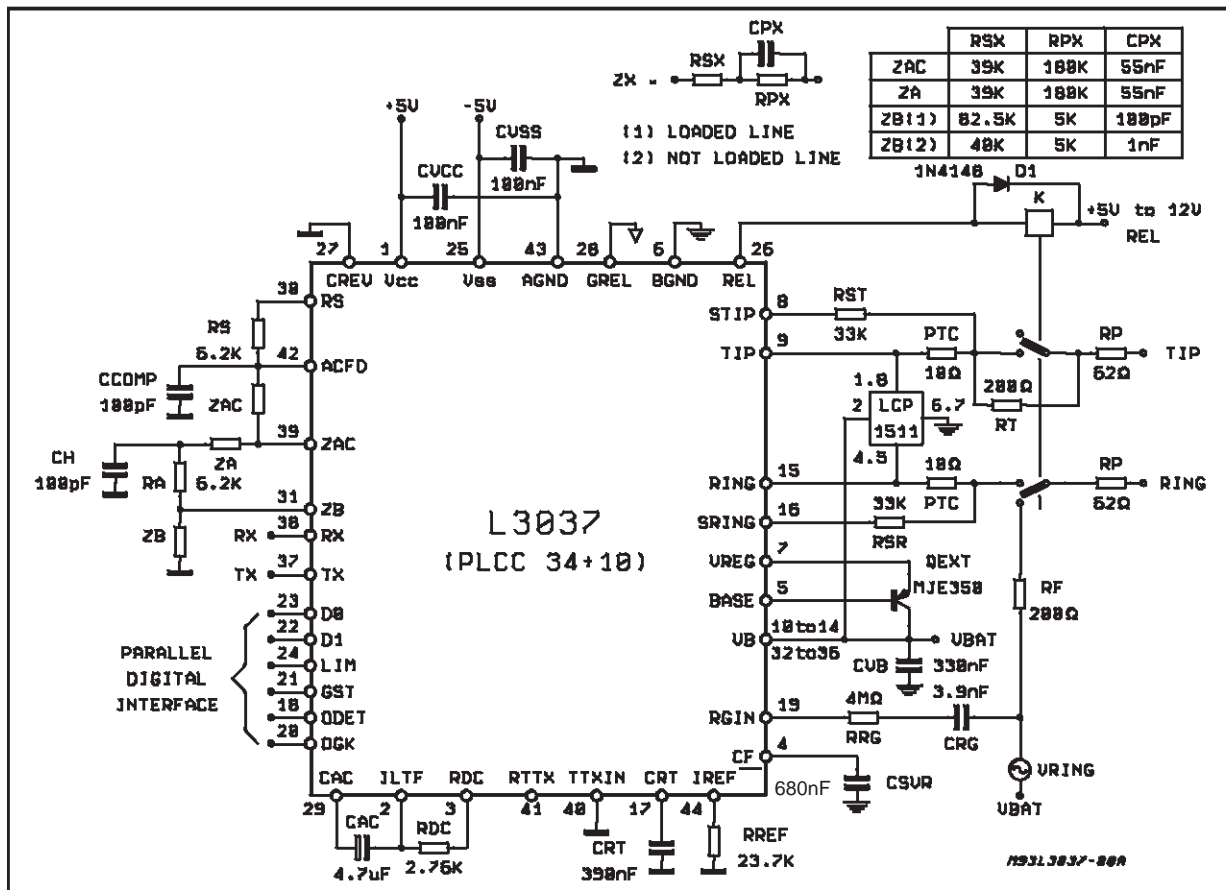 CPX
RSX
ZX =
RPX
(1) LOADED LINE
(2) NOT LOADED LINE
RSX RPX CPX
ZAC 39K 100K 55nF
ZA 39K 100K 55nF
ZB(1) 82.5K 5K 100pF
ZB(2) 40K 5K 1nF
+5V
-5V
CVSS
100nF
CVCC
100nF
1N4148 D1
K
+5V to 12V
REL
27 1 25 43 28 6 26
CREV Vcc Vss AGND GREL BGND REL
30 RS
RS
6.2K
42 ACFD
CCOMP
100pF
ZAC
39 ZAC
CH
100pF
ZA
RA 6.2K
31 ZB
ZB
RX 38 RX
TX 37 TX
23 D0
22 D1
24 LIM
21 GST
18 ODET
20 OGK
PARALLEL
DIGITAL
INTERFACE
L3037
(PLCC 34+10)
STIP 8
RST
33K
TIP 9
PTC
10Ω
200Ω
RT
RP
62Ω
TIP
1.8
2 LCP 6.7
1511
4.5
RING 15
10Ω
PTC
RP
62Ω
RING
SRING 16
33K
RSR
VREG 7
QEXT
MJE350
BASE 5
VB 10to14
32to36
VBAT
CVB 330nF
RF
200Ω
RGIN 19
4MΩ
RRG
3.9nF
CRG
CF 4
680nF
CSVR
VRING
VBAT
CAC ILTF RDC RTTX TTXIN CRT IREF
29 2 3 41 40 17 44
CAC
4.7uF
RDC
2.76K
CRT
390nF
RREF
23.7K
M93L3037-08A